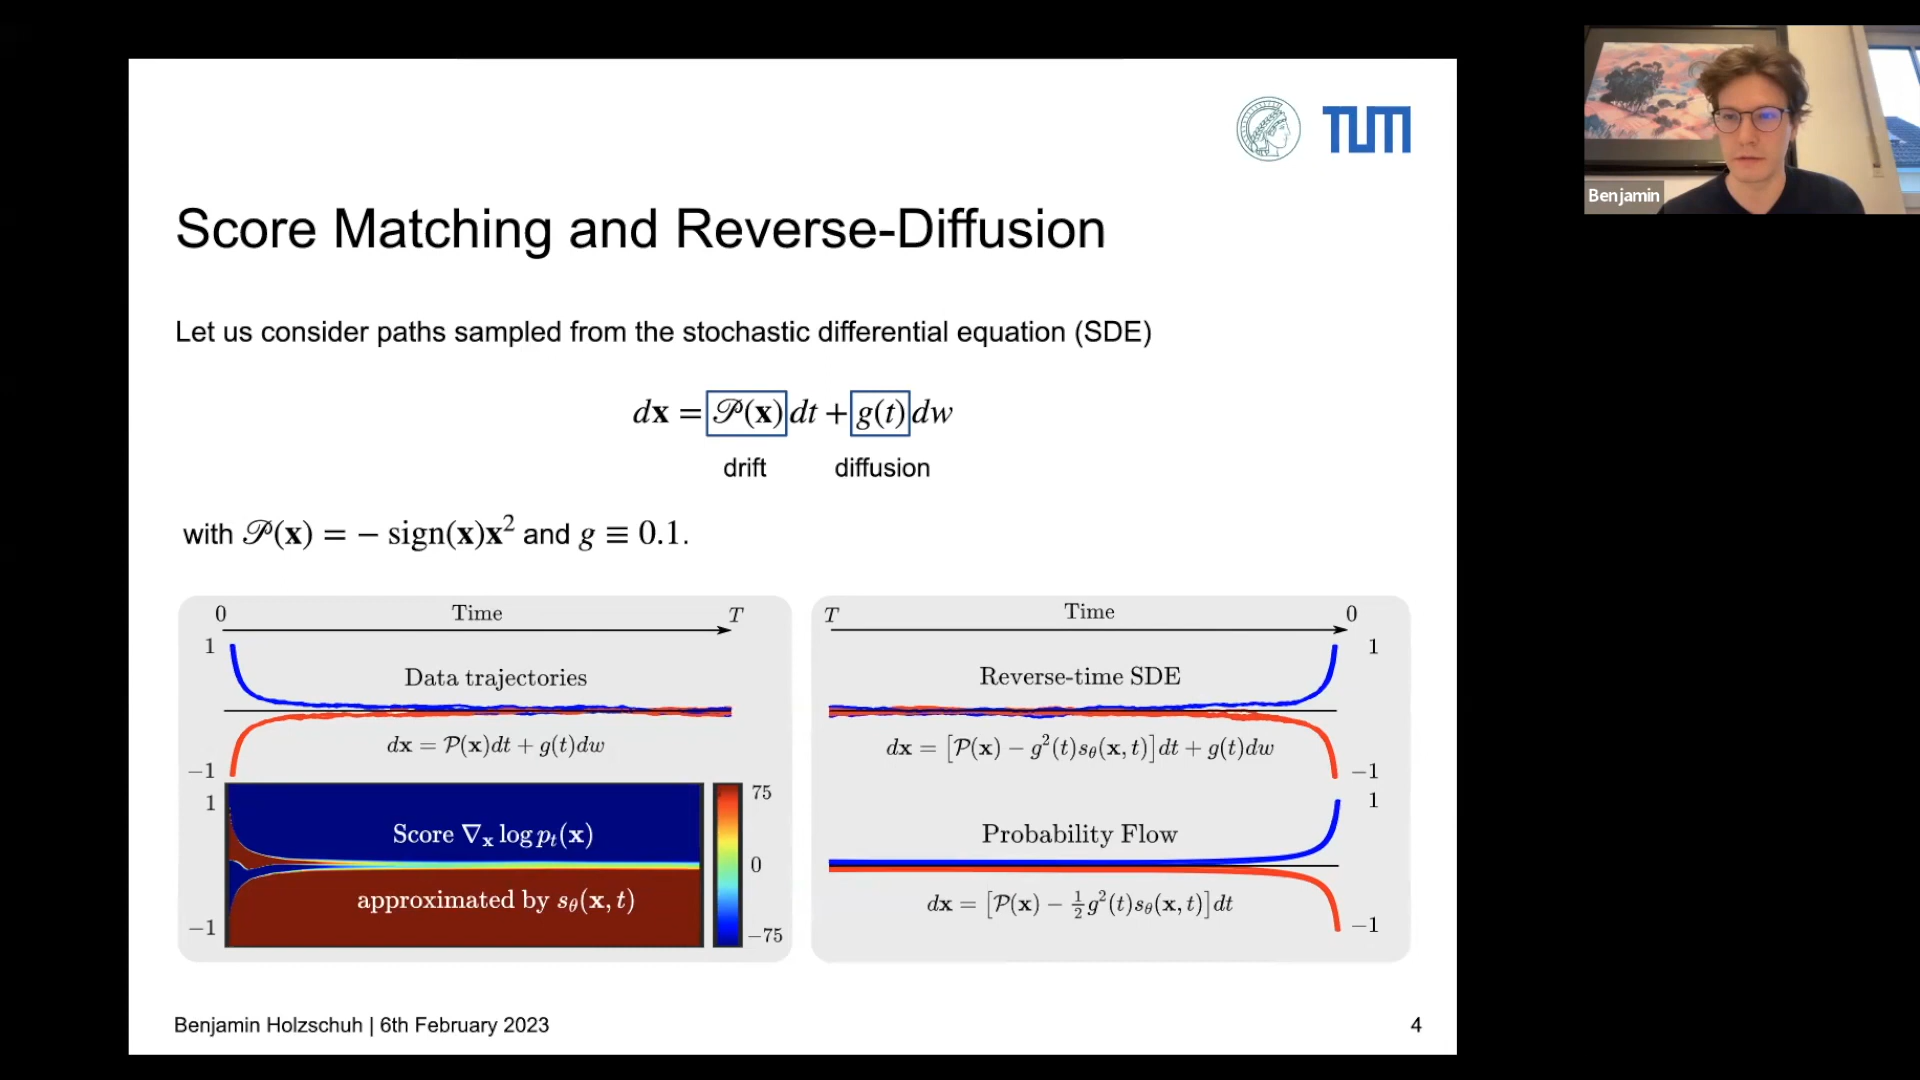 TUM
Benjamin
Score Matching and Reverse-Diffusion
Let us consider paths sampled from the stochastic differential equation (SDE)
d𝐱 = 𝒫(𝐱) dt + g(t) dw
drift diffusion
with 𝒫(𝐱) = − sign(𝐱)𝐱² and g ≡ 0.1.
0 Time T
1
Data trajectories
d𝐱 = 𝒫(𝐱)dt + g(t)dw
−1
1
Score ∇𝐱 log pₜ(𝐱)
approximated by s_θ(𝐱, t)
−1
75
0
−75
T Time 0
1
Reverse-time SDE
d𝐱 = [𝒫(𝐱) − g²(t)s_θ(𝐱, t)]dt + g(t)dw
−1
1
Probability Flow
d𝐱 = [𝒫(𝐱) − ½g²(t)s_θ(𝐱, t)]dt
−1
Benjamin Holzschuh | 6th February 2023
4